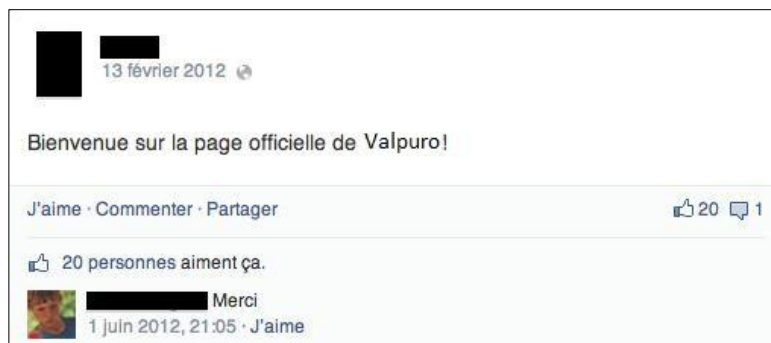 13 février 2012
Bienvenue sur la page officielle de Valpuro!
J'aime · Commenter · Partager
20 1
20 personnes aiment ça.
Merci
1 juin 2012, 21:05 · J'aime